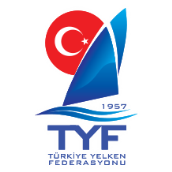 1957
TYF
TÜRKİYE YELKEN
FEDERASYONU